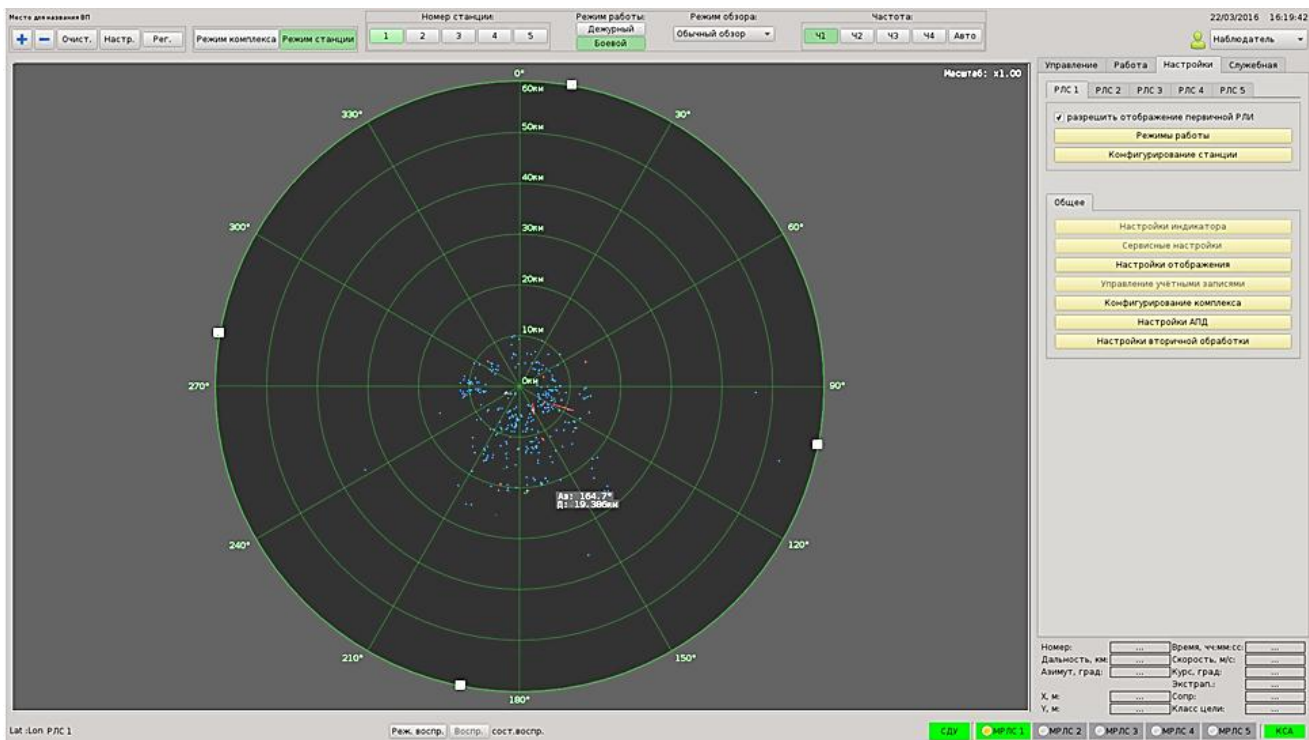 Место для названия ВП
Номер станции:
Режим работы:
Режим обзора:
Частота:
22/03/2016 16:19:42
Очист. Настр. Рег. Режим комплекса Режим станции 1 2 3 4 5 Дежурный Обычный обзор Ч1 Ч2 Ч3 Ч4 Авто Наблюдатель
Боевой
Управление Работа Настройки Служебная
Масштаб: x1.00
РЛС 1 РЛС 2 РЛС 3 РЛС 4 РЛС 5
разрешить отображение первичной РЛИ
Режимы работы
Конфигурирование станции
Общее
Настройки индикатора
Сервисные настройки
Настройки отображения
Управление учётными записями
Конфигурирование комплекса
Настройки АПД
Настройки вторичной обработки
0°
60км
330° 30°
50км
40км
300° 30км 60°
20км
10км
270° 0км 90°
Аз: 164.7°
Д: 19.386км
240° 120°
210° 150°
180°
Номер: ... Время, чч:мм:сс: ...
Дальность, км: ... Скорость, м/с: ...
Азимут, град: ... Курс, град: ...
Экстрап.: ...
X, м: ... Сопр: ...
Y, м: ... Класс цели: ...
Lat :Lon РЛС 1 Реж. воспр. Воспр. сост.воспр. СДУ МРЛС 1 МРЛС 2 МРЛС 3 МРЛС 4 МРЛС 5 КСА